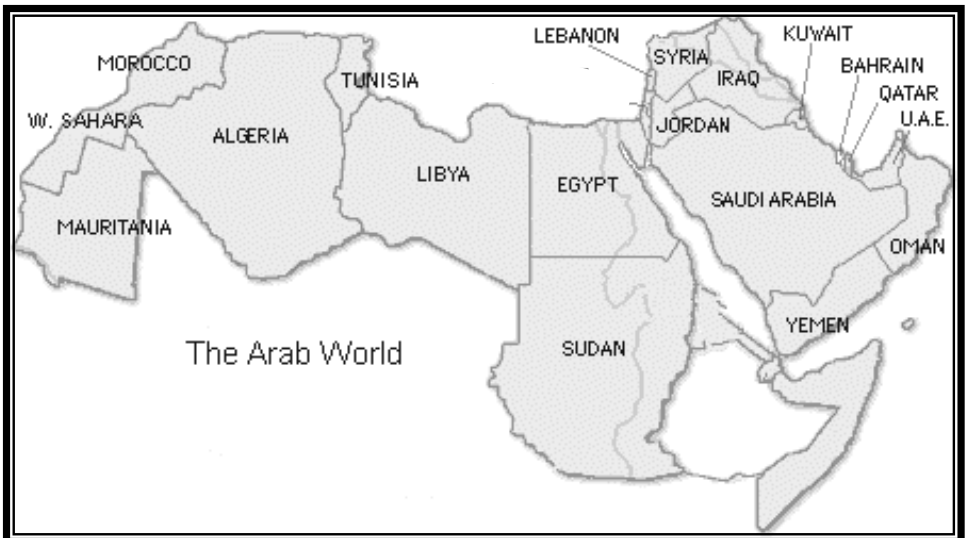 LEBANON
KUWAIT
MOROCCO
SYRIA
BAHRAIN
TUNISIA
IRAQ
QATAR
W. SAHARA
ALGERIA
JORDAN
U.A.E.
LIBYA
EGYPT
SAUDI ARABIA
MAURITANIA
OMAN
YEMEN
The Arab World
SUDAN